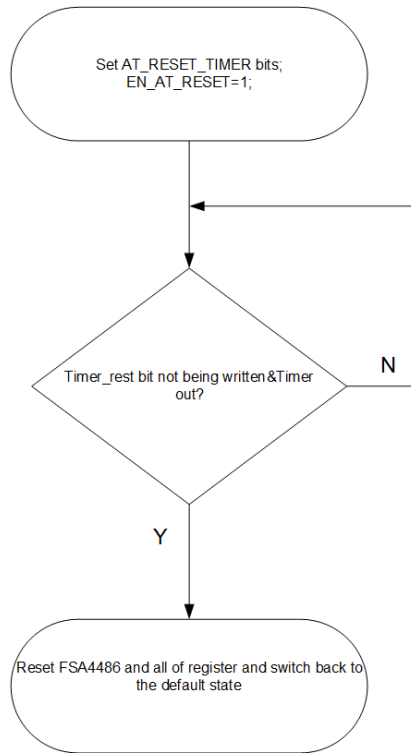 Set AT_RESET_TIMER bits;
EN_AT_RESET=1;
Timer_rest bit not being written&Timer
out?
N
Y
Reset FSA4486 and all of register and switch back to
the default state